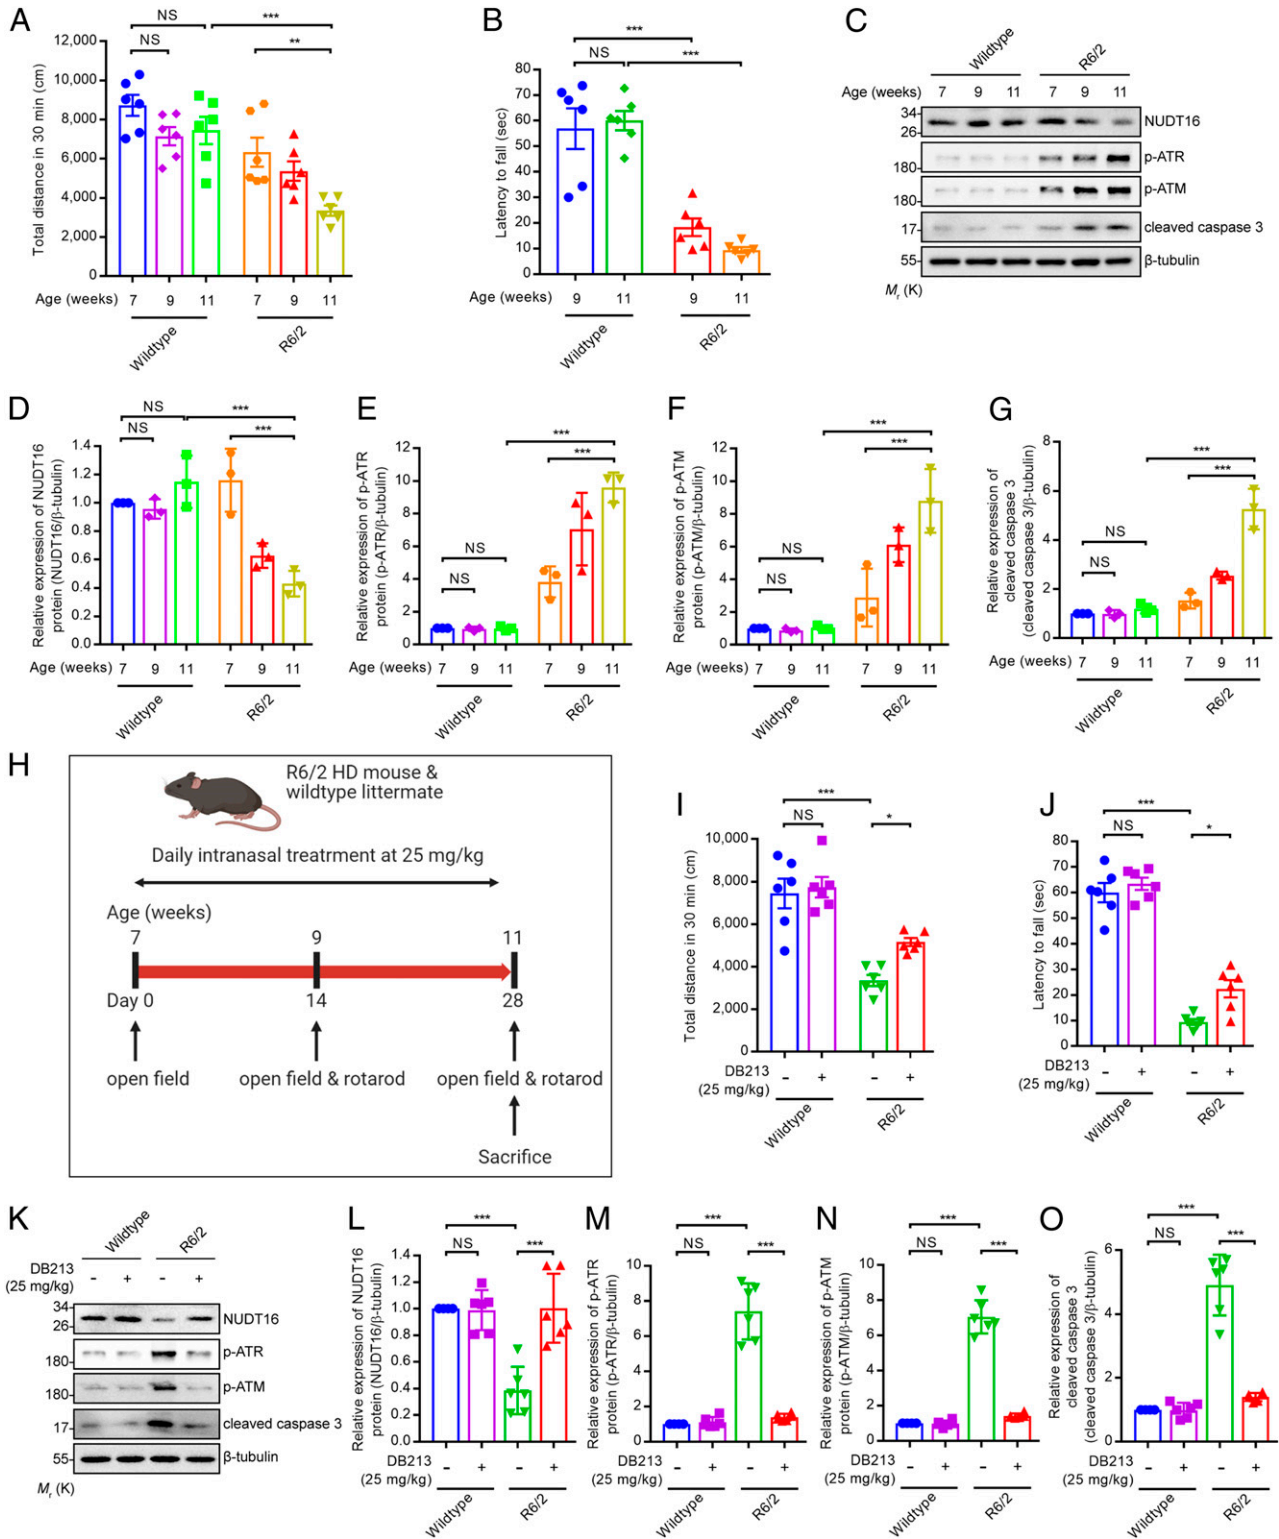 A
NS
***
NS
**
Total distance in 30 min (cm)
12,000
10,000
8,000
6,000
4,000
2,000
0
Age (weeks) 7 9 11 7 9 11
Wildtype R6/2
B
***
NS ***
Latency to fall (sec)
80
70
60
50
40
30
20
10
0
Age (weeks) 9 11 9 11
Wildtype R6/2
C
Wildtype R6/2
Age (weeks) 7 9 11 7 9 11
34
26
NUDT16
180
p-ATR
180
p-ATM
17
cleaved caspase 3
55
β-tubulin
Mr (K)
D
NS ***
NS ***
Relative expression of NUDT16
protein (NUDT16/β-tubulin)
1.4
1.2
1.0
0.8
0.6
0.4
0.2
0.0
Age (weeks) 7 9 11 7 9 11
Wildtype R6/2
E
***
***
NS
NS
Relative expression of p-ATR
protein (p-ATR/β-tubulin)
12
10
8
6
4
2
0
Age (weeks) 7 9 11 7 9 11
Wildtype R6/2
F
***
***
NS
NS
Relative expression of p-ATM
protein (p-ATM/β-tubulin)
12
10
8
6
4
2
0
Age (weeks) 7 9 11 7 9 11
Wildtype R6/2
G
***
***
NS
NS
Relative expression of
cleaved caspase 3
(cleaved caspase 3/β-tubulin)
8
6
4
2
0
Age (weeks) 7 9 11 7 9 11
Wildtype R6/2
H
R6/2 HD mouse &
wildtype littermate
Daily intranasal treatrment at 25 mg/kg
Age (weeks)
7 9 11
Day 0 14 28
open field open field & rotarod open field & rotarod
Sacrifice
I
***
NS *
Total distance in 30 min (cm)
10,000
8,000
6,000
4,000
2,000
0
DB213
(25 mg/kg) - + - +
Wildtype R6/2
J
***
NS *
Latency to fall (sec)
80
70
60
50
40
30
20
10
0
DB213
(25 mg/kg) - + - +
Wildtype R6/2
K
Wildtype R6/2
DB213
(25 mg/kg) - + - +
34
26
NUDT16
180
p-ATR
180
p-ATM
17
cleaved caspase 3
55
β-tubulin
Mr (K)
L
***
NS ***
Relative expression of NUDT16
protein (NUDT16/β-tubulin)
1.4
1.2
1.0
0.8
0.6
0.4
0.2
0.0
DB213
(25 mg/kg) - + - +
Wildtype R6/2
M
***
NS ***
Relative expression of p-ATR
protein (p-ATR/β-tubulin)
10
8
6
4
2
0
DB213
(25 mg/kg) - + - +
Wildtype R6/2
N
***
NS ***
Relative expression of p-ATM
protein (p-ATM/β-tubulin)
10
8
6
4
2
0
DB213
(25 mg/kg) - + - +
Wildtype R6/2
O
***
NS ***
Relative expression of
cleaved caspase 3
(cleaved caspase 3/β-tubulin)
6
4
2
0
DB213
(25 mg/kg) - + - +
Wildtype R6/2